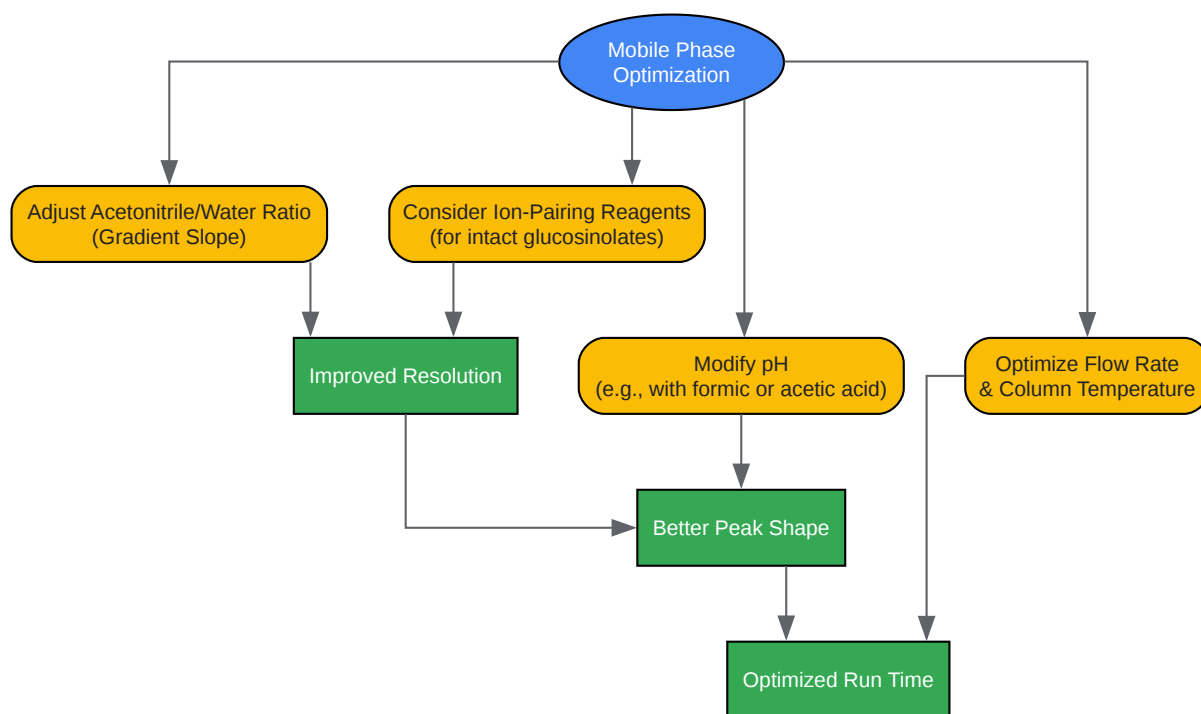 Mobile Phase
Optimization
Adjust Acetonitrile/Water Ratio
(Gradient Slope)
Consider Ion-Pairing Reagents
(for intact glucosinolates)
Improved Resolution
Modify pH
(e.g., with formic or acetic acid)
Optimize Flow Rate
& Column Temperature
Better Peak Shape
Optimized Run Time